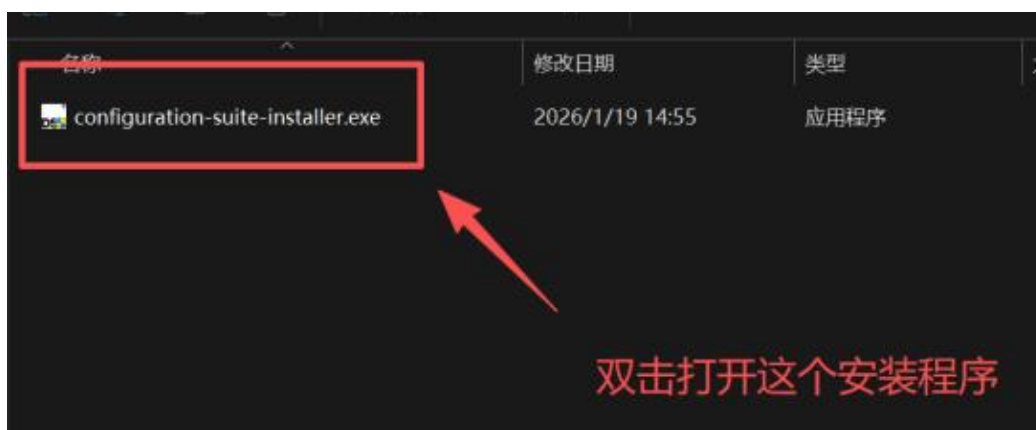 名称 修改日期 类型
configuration-suite-installer.exe 2026/1/19 14:55 应用程序
双击打开这个安装程序